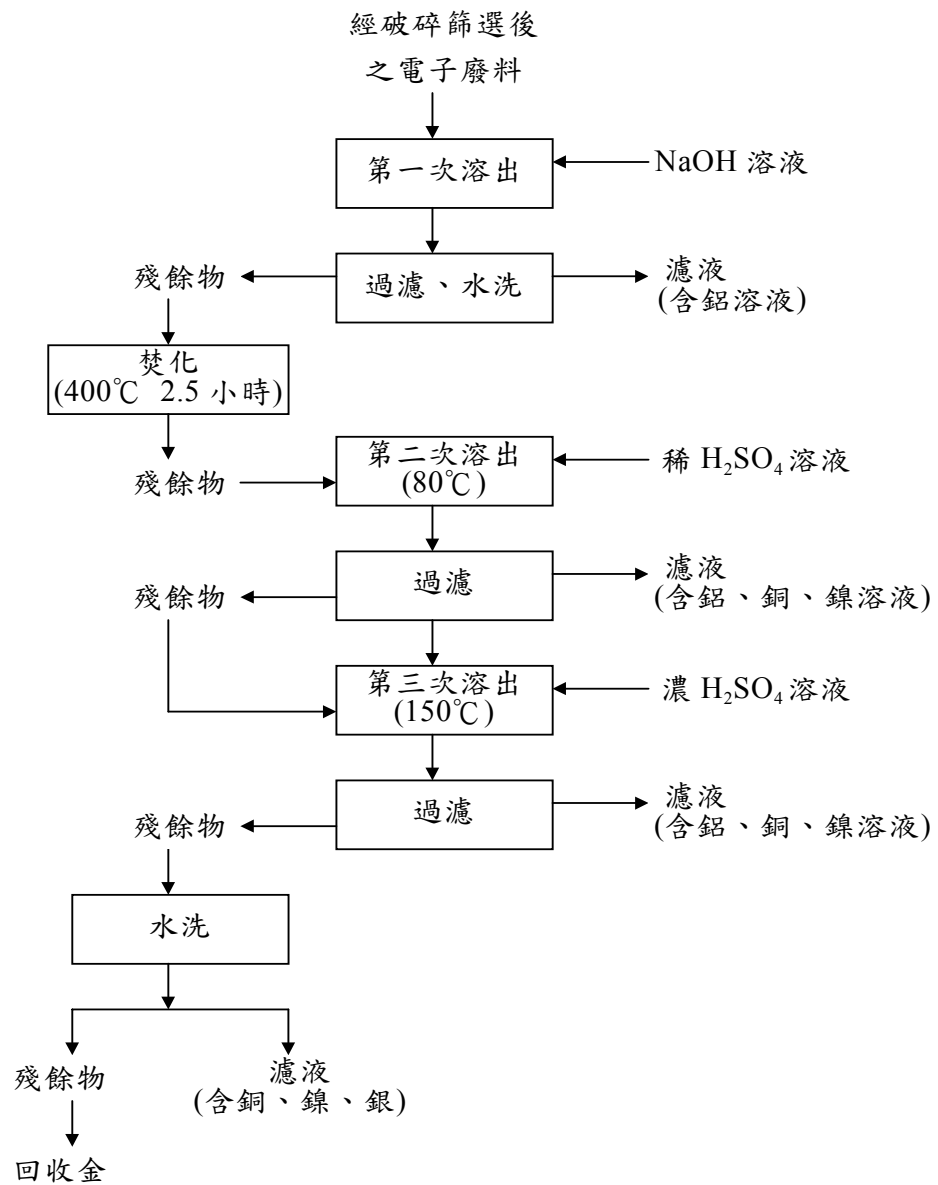 經破碎篩選後
之電子廢料
第一次溶出
NaOH 溶液
殘餘物
過濾、水洗
濾液
(含鋁溶液)
焚化
(400℃ 2.5 小時)
殘餘物
第二次溶出
(80℃)
稀 H₂SO₄ 溶液
殘餘物
過濾
濾液
(含鋁、銅、鎳溶液)
第三次溶出
(150℃)
濃 H₂SO₄ 溶液
殘餘物
過濾
濾液
(含鋁、銅、鎳溶液)
水洗
殘餘物
濾液
(含銅、鎳、銀)
回收金